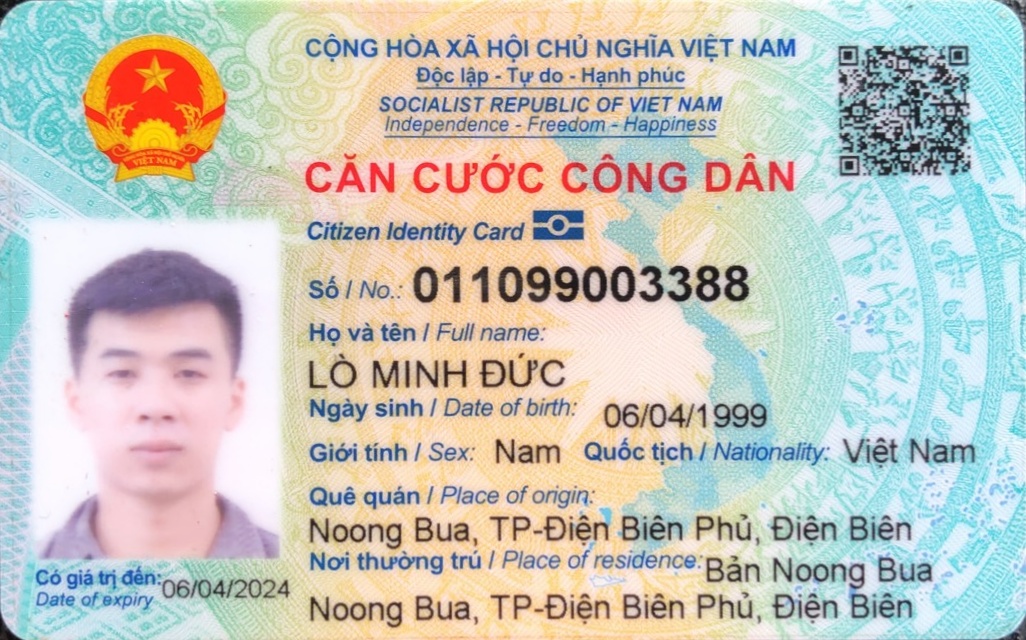 CỘNG HÒA XÃ HỘI CHỦ NGHĨA VIỆT NAM
Độc lập - Tự do - Hạnh phúc
SOCIALIST REPUBLIC OF VIET NAM
Independence - Freedom - Happiness
CĂN CƯỚC CÔNG DÂN
Citizen Identity Card
Số / No.: 011099003388
Họ và tên / Full name:
LÒ MINH ĐỨC
Ngày sinh / Date of birth: 06/04/1999
Giới tính / Sex: Nam Quốc tịch / Nationality: Việt Nam
Quê quán / Place of origin:
Noong Bua, TP-Điện Biên Phủ, Điện Biên
Nơi thường trú / Place of residence: Bản Noong Bua
Noong Bua, TP-Điện Biên Phủ, Điện Biên
Có giá trị đến: 06/04/2024
Date of expiry
VIỆT NAM